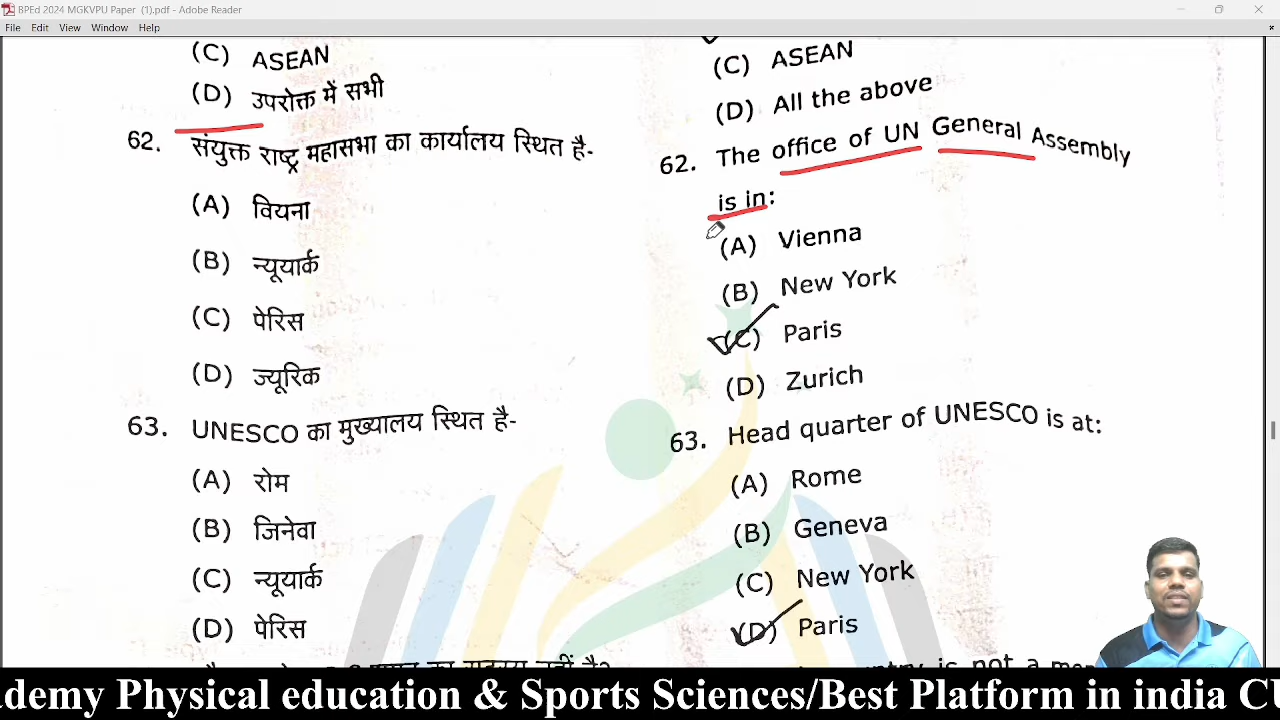 BPEd 2024 MGKVPU Paper (1).pdf - Adobe Reader
File Edit View Window Help
(C) ASEAN
(D) उपरोक्त में सभी
62. संयुक्त राष्ट्र महासभा का कार्यालय स्थित है-
(A) वियना
(B) न्यूयार्क
(C) पेरिस
(D) ज्यूरिक
63. UNESCO का मुख्यालय स्थित है-
(A) रोम
(B) जिनेवा
(C) न्यूयार्क
(D) पेरिस
(C) ASEAN
(D) All the above
62. The office of UN General Assembly
is in:
(A) Vienna
(B) New York
(C) Paris
(D) Zurich
63. Head quarter of UNESCO is at:
(A) Rome
(B) Geneva
(C) New York
(D) Paris
is not a
ademy Physical education & Sports Sciences/Best Platform in india CU